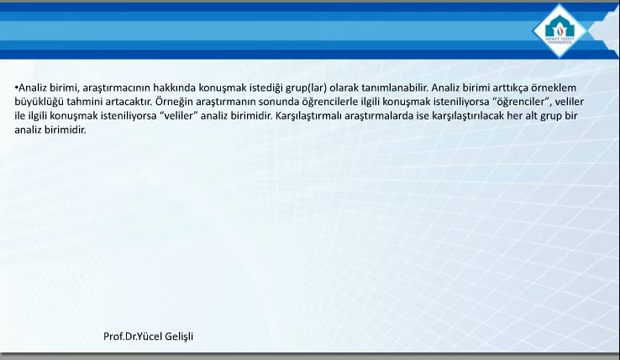 •Analiz birimi, araştırmacının hakkında konuşmak istediği grup(lar) olarak tanımlanabilir. Analiz birimi arttıkça örneklem
büyüklüğü tahmini artacaktır. Örneğin araştırmanın sonunda öğrencilerle ilgili konuşmak isteniliyorsa “öğrenciler”, veliler
ile ilgili konuşmak isteniliyorsa “veliler” analiz birimidir. Karşılaştırmalı araştırmalarda ise karşılaştırılacak her alt grup bir
analiz birimidir.
Prof.Dr.Yücel Gelişli